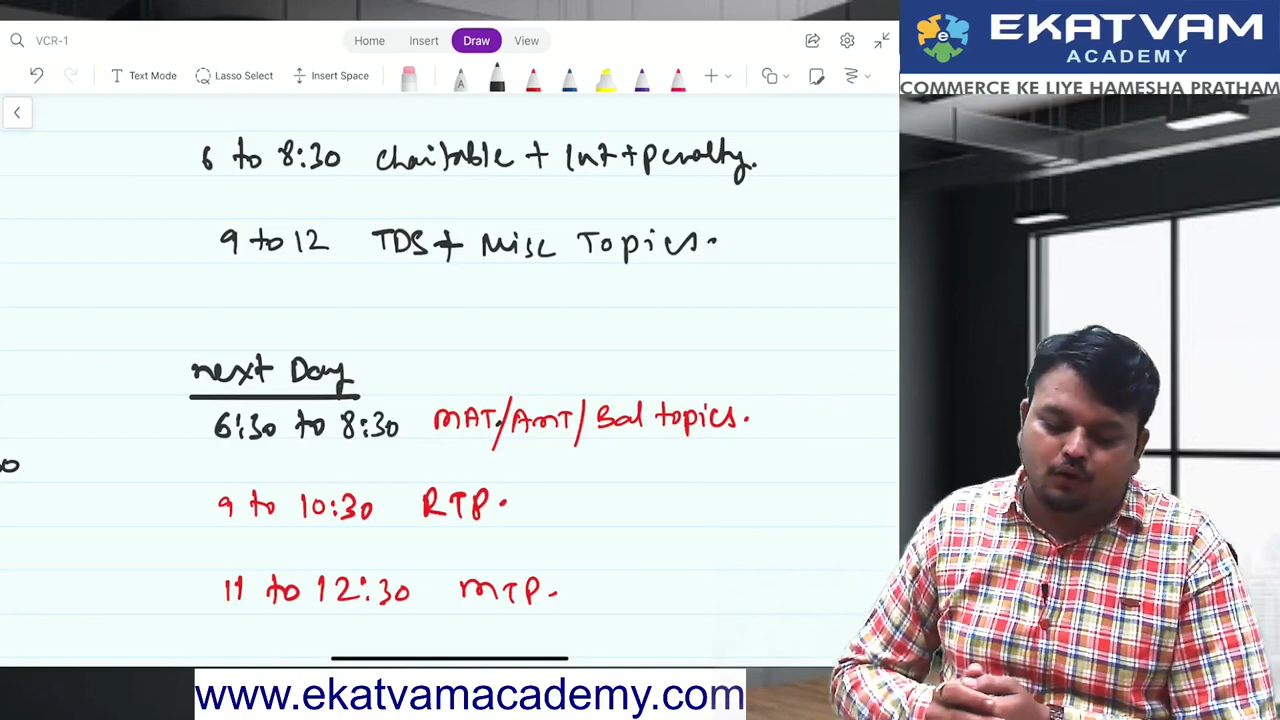 VCR-1
Home Insert Draw View
Text Mode Lasso Select Insert Space
6 to 8:30 Charitable + Int + penalty.
9 to 12 TDS + Misc Topics.
next Day
6:30 to 8:30 MAT./AMT/Bal topics.
9 to 10:30 RTP.
11 to 12:30 MTP.
EKATVAM
ACADEMY
COMMERCE KE LIYE HAMESHA PRATHAM
www.ekatvamacademy.com